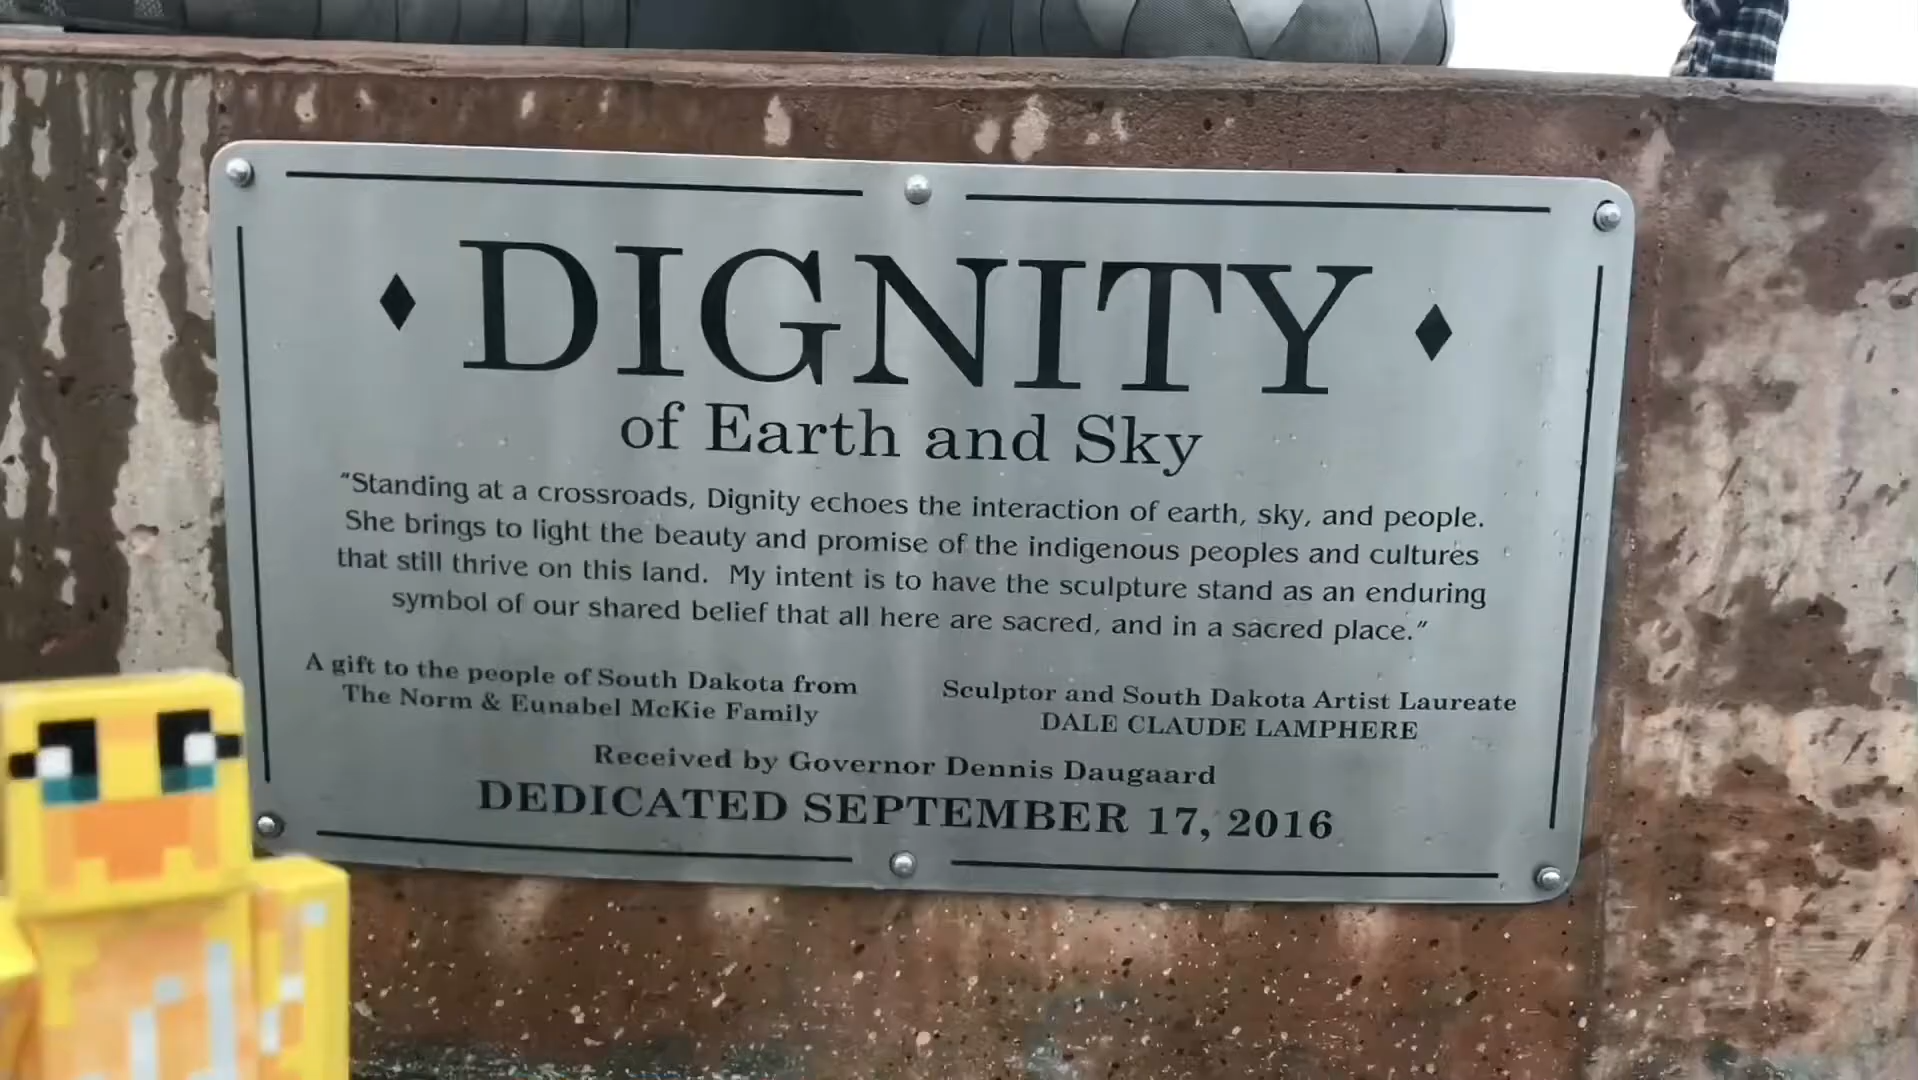 DIGNITY
of Earth and Sky
"Standing at a crossroads, Dignity echoes the interaction of earth, sky, and people.
She brings to light the beauty and promise of the indigenous peoples and cultures
that still thrive on this land. My intent is to have the sculpture stand as an enduring
symbol of our shared belief that all here are sacred, and in a sacred place."
A gift to the people of South Dakota from
The Norm & Eunabel McKie Family
Sculptor and South Dakota Artist Laureate
DALE CLAUDE LAMPHERE
Received by Governor Dennis Daugaard
DEDICATED SEPTEMBER 17, 2016